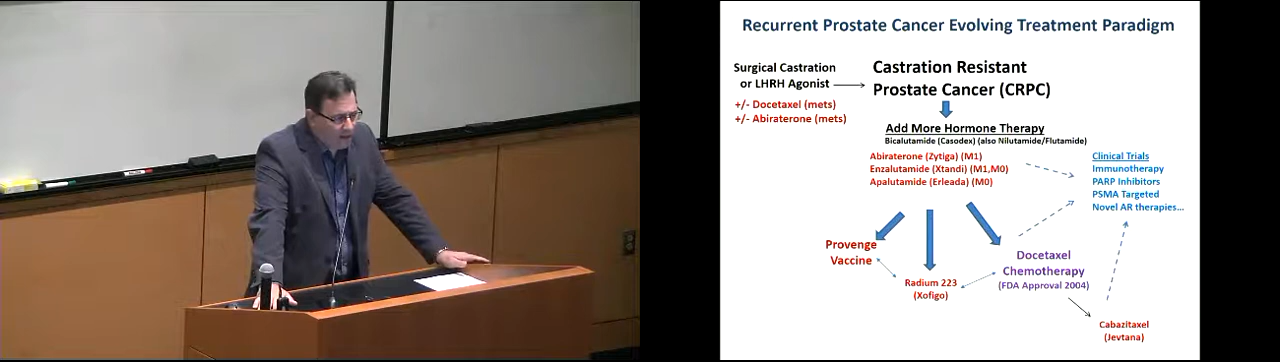 Recurrent Prostate Cancer Evolving Treatment Paradigm
Surgical Castration
or LHRH Agonist
+/- Docetaxel (mets)
+/- Abiraterone (mets)
Castration Resistant
Prostate Cancer (CRPC)
Add More Hormone Therapy
Bicalutamide (Casodex) (also Nilutamide/Flutamide)
Abiraterone (Zytiga) (M1)
Enzalutamide (Xtandi) (M1,M0)
Apalutamide (Erleada) (M0)
Clinical Trials
Immunotherapy
PARP Inhibitors
PSMA Targeted
Novel AR therapies...
Provenge
Vaccine
Radium 223
(Xofigo)
Docetaxel
Chemotherapy
(FDA Approval 2004)
Cabazitaxel
(Jevtana)